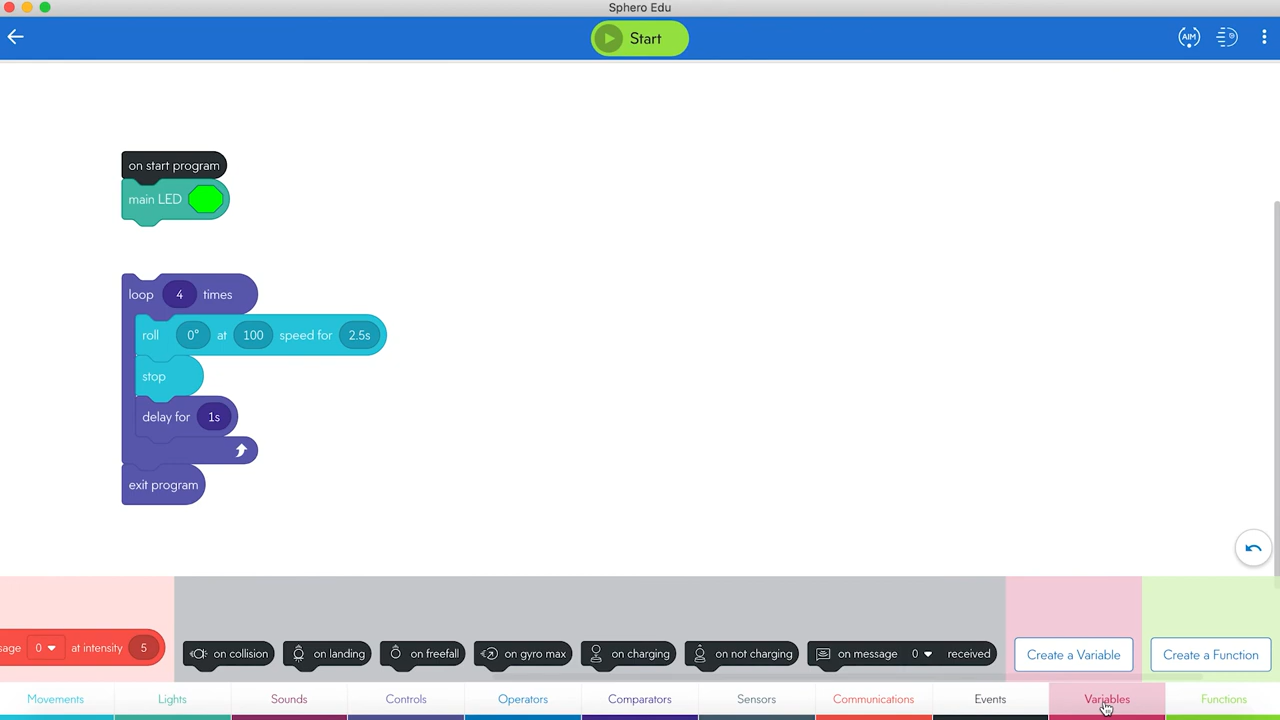 Sphero Edu
Start
AIM
on start program
main LED
loop 4 times
roll 0° at 100 speed for 2.5s
stop
delay for 1s
exit program
sage 0 at intensity 5
on collision
on landing
on freefall
on gyro max
on charging
on not charging
on message 0 received
Create a Variable
Create a Function
Movements
Lights
Sounds
Controls
Operators
Comparators
Sensors
Communications
Events
Variables
Functions